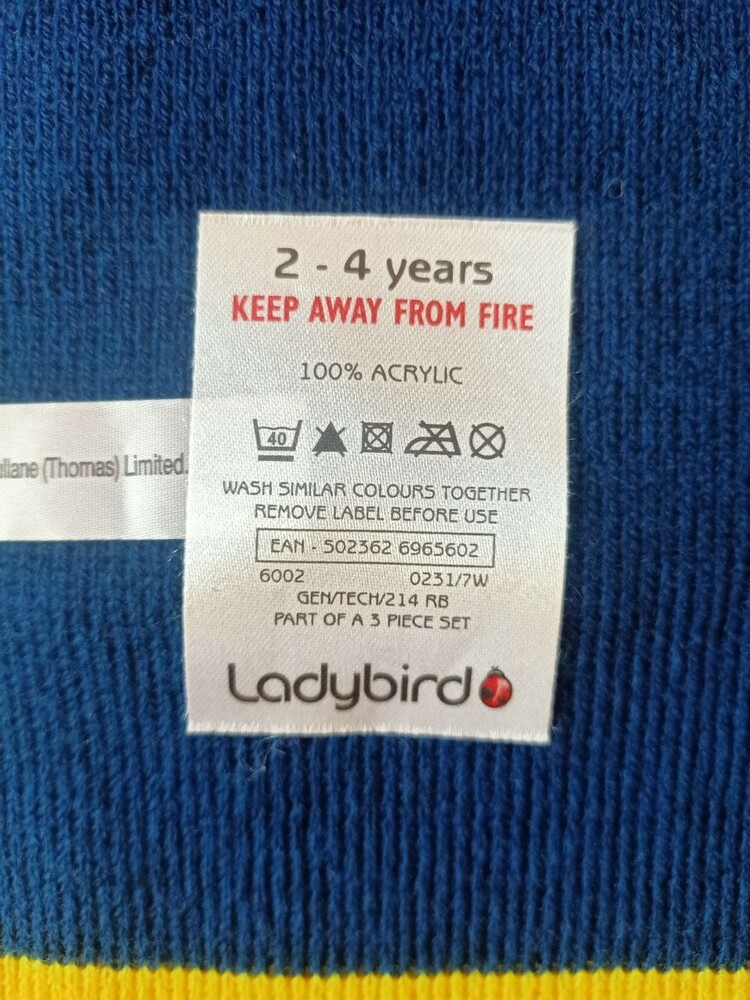 2 - 4 years
KEEP AWAY FROM FIRE
100% ACRYLIC
40
WASH SIMILAR COLOURS TOGETHER
REMOVE LABEL BEFORE USE
EAN - 502362 6965602
6002 0231/7W
GEN/TECH/214 RB
PART OF A 3 PIECE SET
Ladybird
(Thomas) Limited.